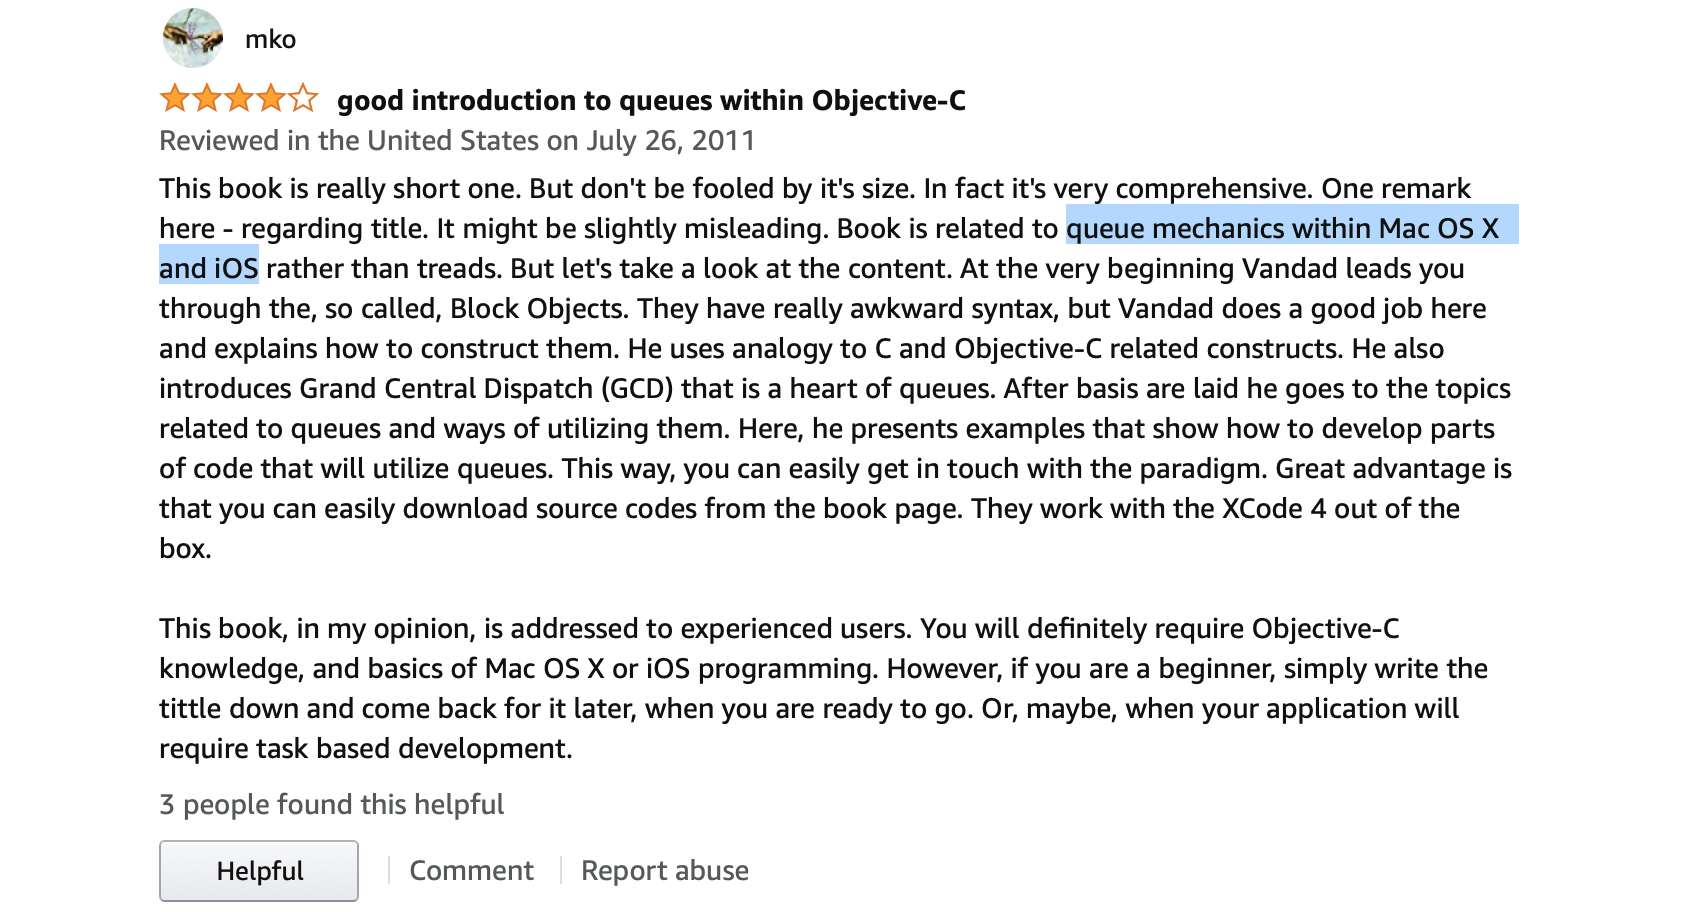 mko
good introduction to queues within Objective-C
Reviewed in the United States on July 26, 2011
This book is really short one. But don't be fooled by it's size. In fact it's very comprehensive. One remark
here - regarding title. It might be slightly misleading. Book is related to queue mechanics within Mac OS X
and iOS rather than treads. But let's take a look at the content. At the very beginning Vandad leads you
through the, so called, Block Objects. They have really awkward syntax, but Vandad does a good job here
and explains how to construct them. He uses analogy to C and Objective-C related constructs. He also
introduces Grand Central Dispatch (GCD) that is a heart of queues. After basis are laid he goes to the topics
related to queues and ways of utilizing them. Here, he presents examples that show how to develop parts
of code that will utilize queues. This way, you can easily get in touch with the paradigm. Great advantage is
that you can easily download source codes from the book page. They work with the XCode 4 out of the
box.
This book, in my opinion, is addressed to experienced users. You will definitely require Objective-C
knowledge, and basics of Mac OS X or iOS programming. However, if you are a beginner, simply write the
tittle down and come back for it later, when you are ready to go. Or, maybe, when your application will
require task based development.
3 people found this helpful
Helpful
Comment
Report abuse